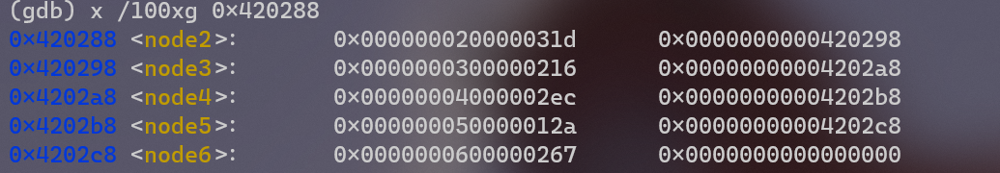 (gdb) x /100xg 0x420288
0x420288 <node2>: 0x000000020000031d 0x0000000000420298
0x420298 <node3>: 0x0000000300000216 0x00000000004202a8
0x4202a8 <node4>: 0x00000004000002ec 0x00000000004202b8
0x4202b8 <node5>: 0x000000050000012a 0x00000000004202c8
0x4202c8 <node6>: 0x0000000600000267 0x0000000000000000